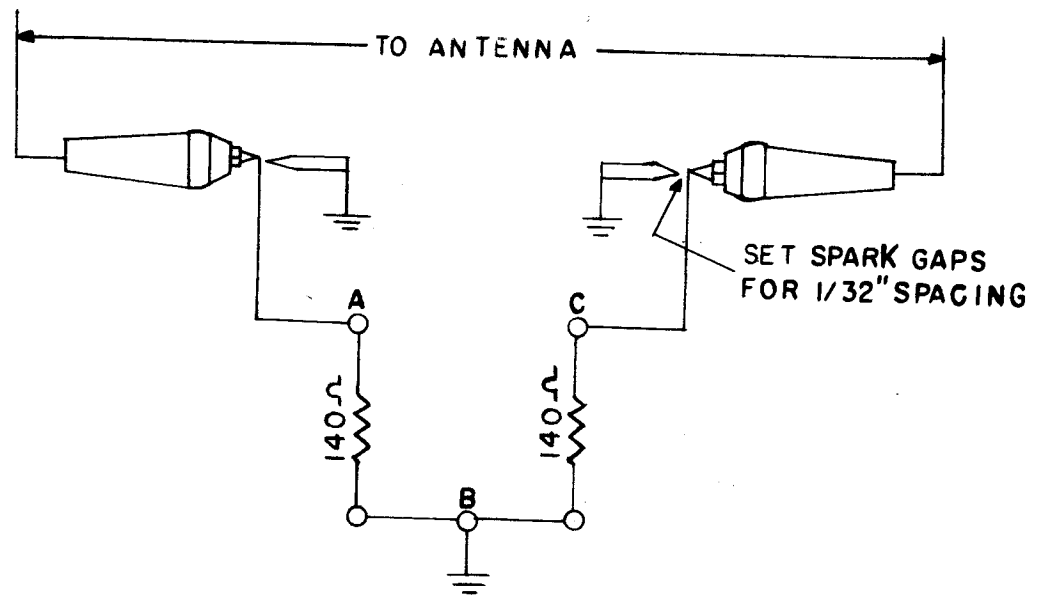 TO ANTENNA
SET SPARK GAPS
FOR 1/32" SPACING
A
C
140Ω
140Ω
B